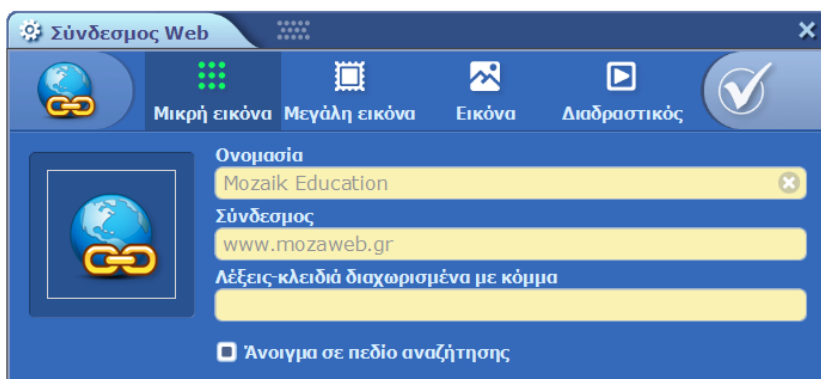 Σύνδεσμος Web
Μικρή εικόνα Μεγάλη εικόνα Εικόνα Διαδραστικός
Ονομασία
Mozaik Education
Σύνδεσμος
www.mozaweb.gr
Λέξεις-κλειδιά διαχωρισμένα με κόμμα
Άνοιγμα σε πεδίο αναζήτησης